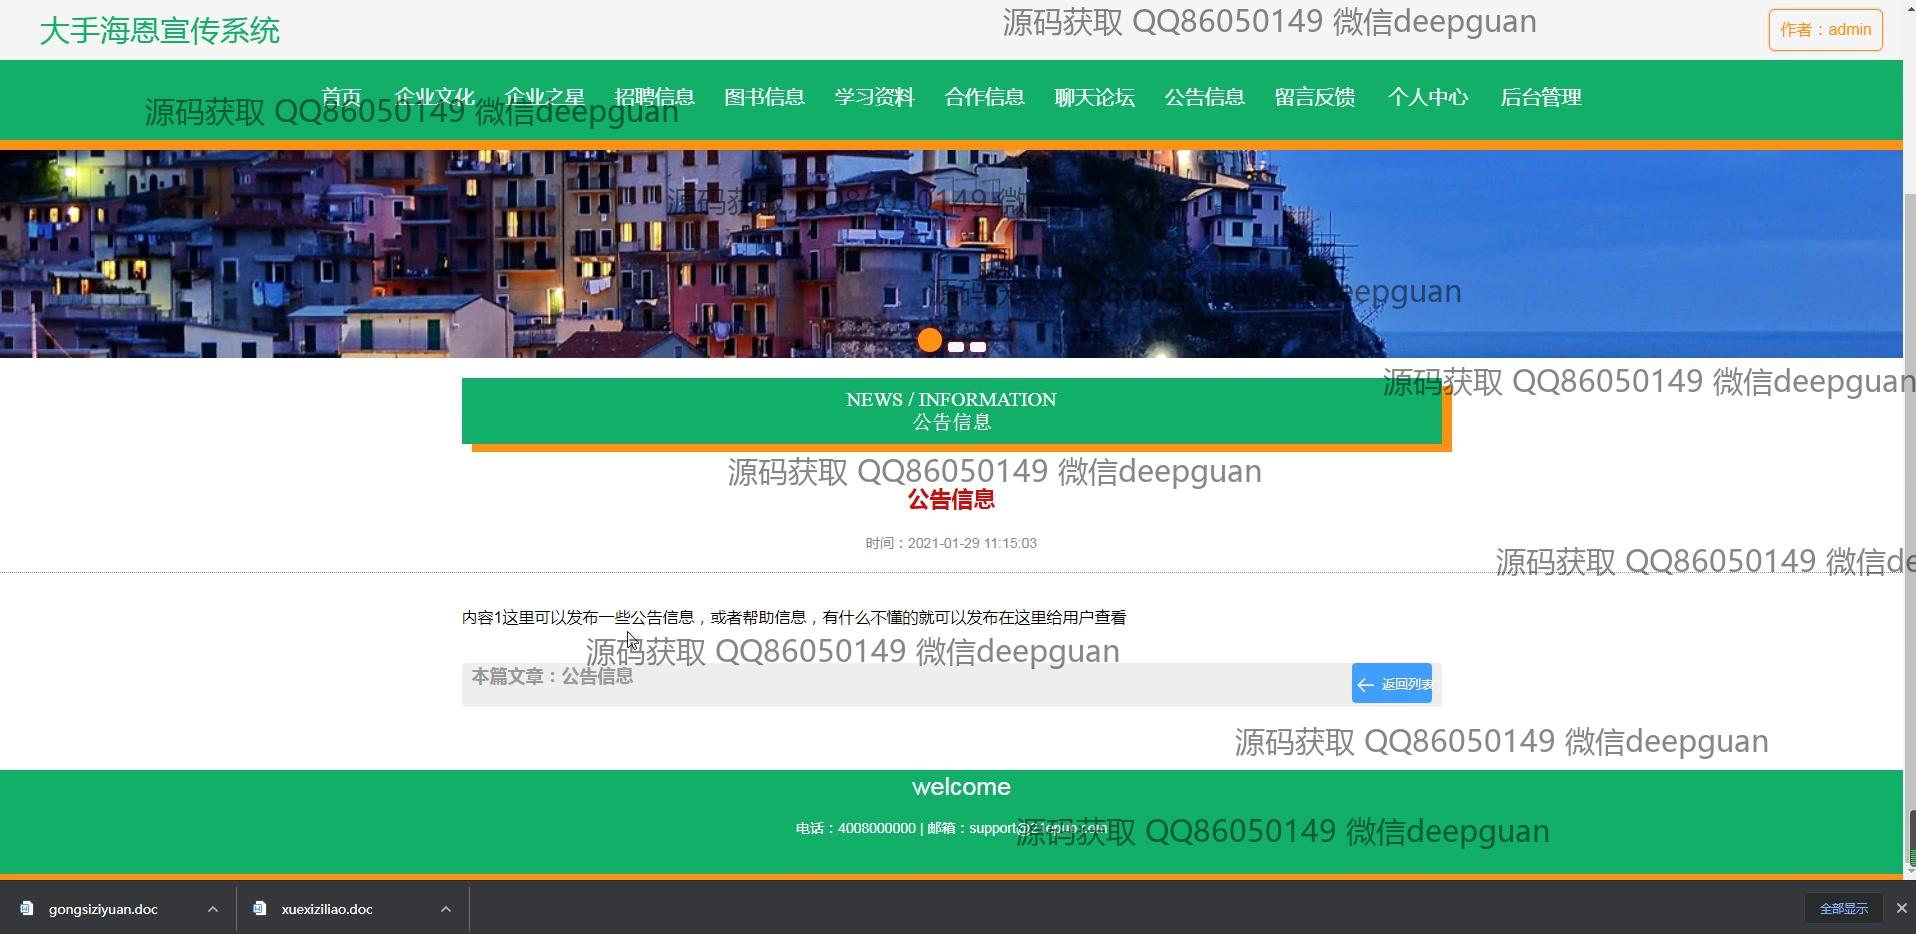 大手海恩宣传系统
源码获取 QQ86050149 微信deepguan
作者：admin
首页 企业文化 企业之星 招聘信息 图书信息 学习资料 合作信息 聊天论坛 公告信息 留言反馈 个人中心 后台管理
源码获取 QQ86050149 微信deepguan
源码获取 QQ86050149
源码获取 QQ86050149 微信deepguan
源码获取 QQ86050149 微信deepguan
NEWS / INFORMATION
公告信息
源码获取 QQ86050149 微信deepguan
公告信息
时间：2021-01-29 11:15:03
源码获取 QQ86050149 微信de
内容1这里可以发布一些公告信息，或者帮助信息，有什么不懂的就可以发布在这里给用户查看
源码获取 QQ86050149 微信deepguan
本篇文章：公告信息
返回列表
源码获取 QQ86050149 微信deepguan
welcome
电话：4008000000 | 邮箱：
源码获取 QQ86050149 微信deepguan
gongsiziyuan.doc
xuexiziliao.doc
全部显示